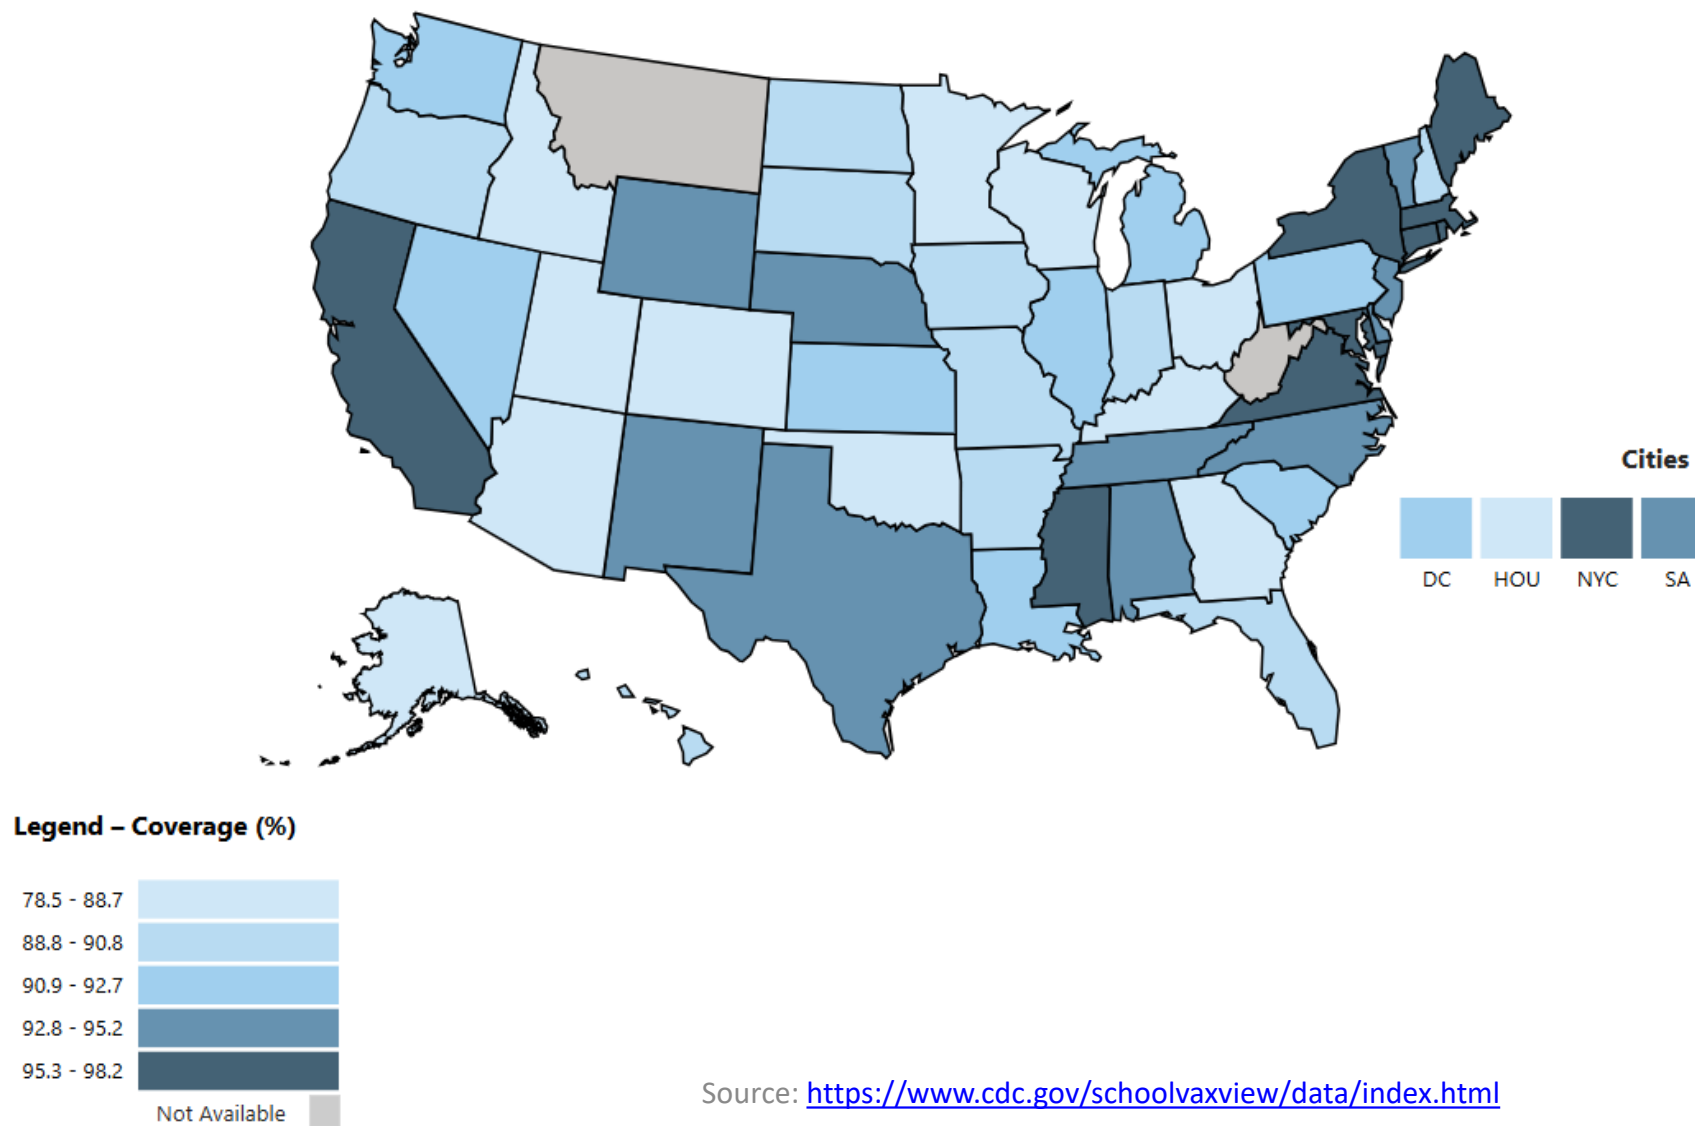 Cities
DC HOU NYC SA
Legend – Coverage (%)
78.5 - 88.7
88.8 - 90.8
90.9 - 92.7
92.8 - 95.2
95.3 - 98.2
Not Available
Source: https://www.cdc.gov/schoolvaxview/data/index.html